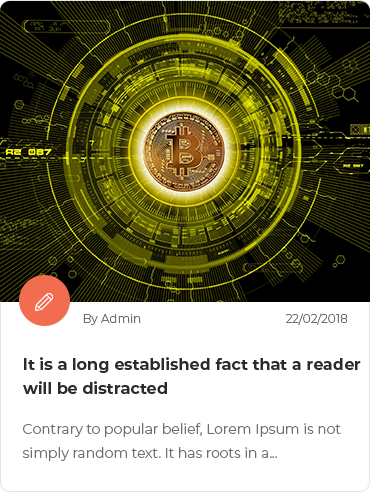 RE 087
By Admin
22/02/2018
It is a long established fact that a reader
will be distracted
Contrary to popular belief, Lorem Ipsum is not
simply random text. It has roots in a...